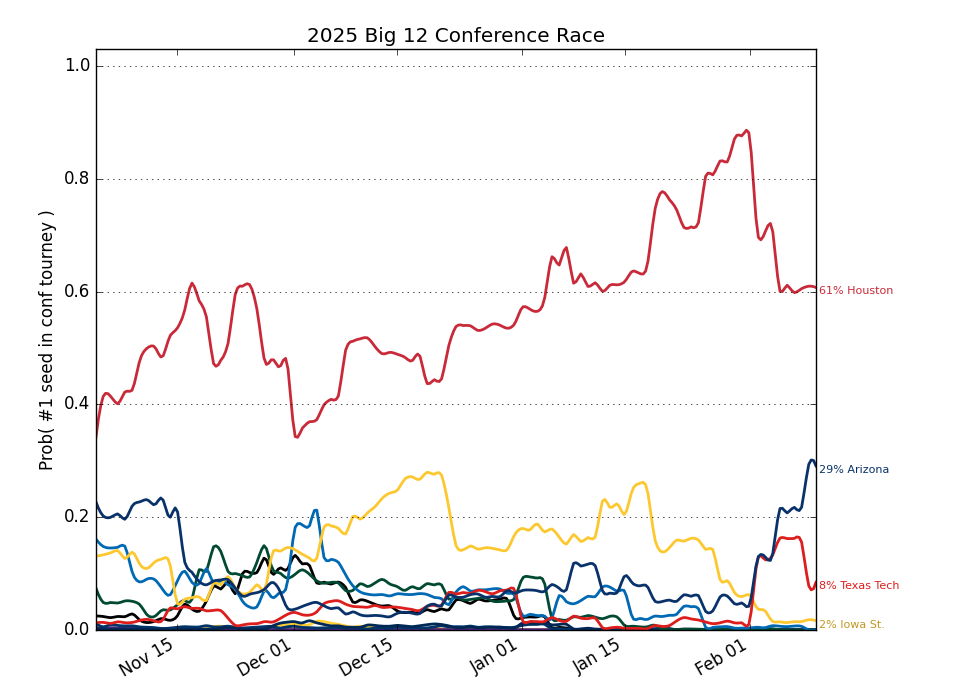 2025 Big 12 Conference Race
Prob( #1 seed in conf tourney )
1.0
0.8
0.6
0.4
0.2
0.0
61% Houston
29% Arizona
8% Texas Tech
2% Iowa St.
Nov 15
Dec 01
Dec 15
Jan 01
Jan 15
Feb 01